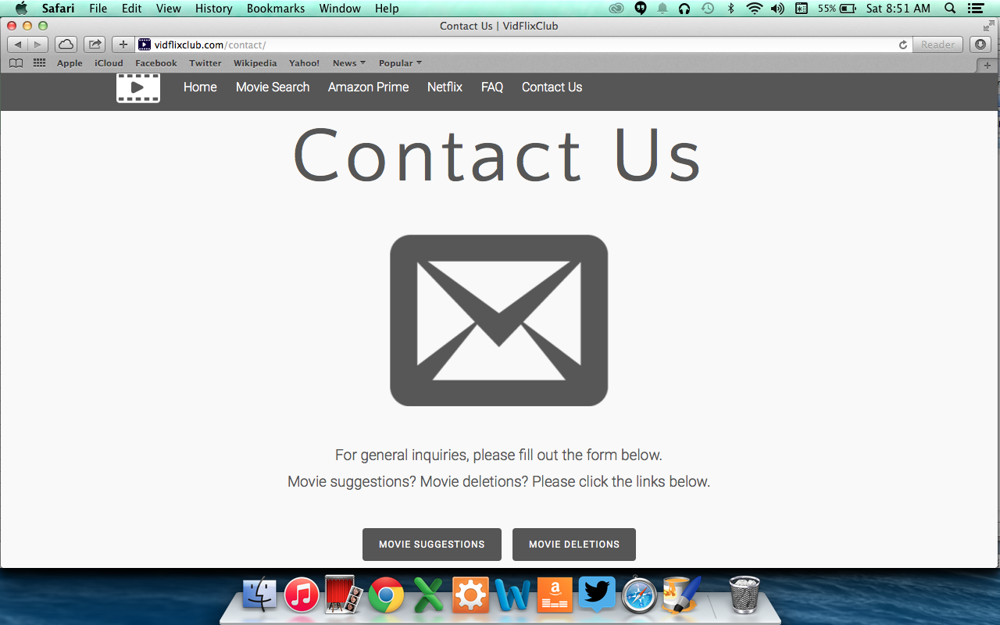 Safari File Edit View History Bookmarks Window Help 55% Sat 8:51 AM
Contact Us | VidFlixClub
vidflixclub.com/contact/ Reader
Apple iCloud Facebook Twitter Wikipedia Yahoo! News Popular
Home Movie Search Amazon Prime Netflix FAQ Contact Us
Contact Us
For general inquiries, please fill out the form below.
Movie suggestions? Movie deletions? Please click the links below.
MOVIE SUGGESTIONS MOVIE DELETIONS